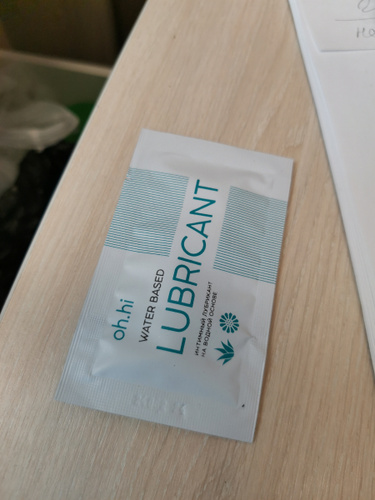 oh.hi
WATER BASED
LUBRICANT
ИНТИМНЫЙ ЛУБРИКАНТ
НА ВОДНОЙ ОСНОВЕ